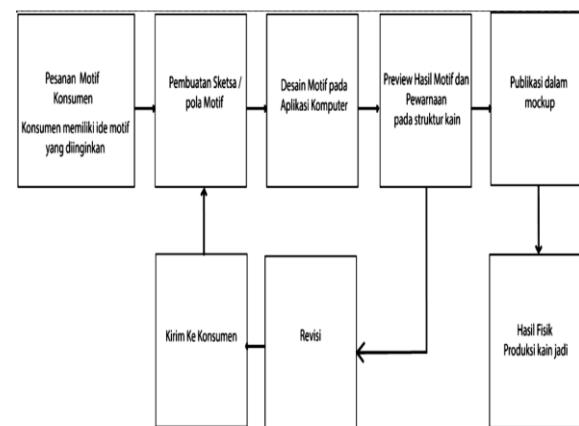 Pesanan Motif
Konsumen
Konsumen memiliki ide motif
yang diinginkan
Pembuatan Sketsa /
pola Motif
Desain Motif pada
Aplikasi Komputer
Preview Hasil Motif dan
Pewarnaan
pada struktur kain
Publikasi dalam
mockup
Kirim Ke Konsumen
Revisi
Hasil Fisik
Produksi kain jadi